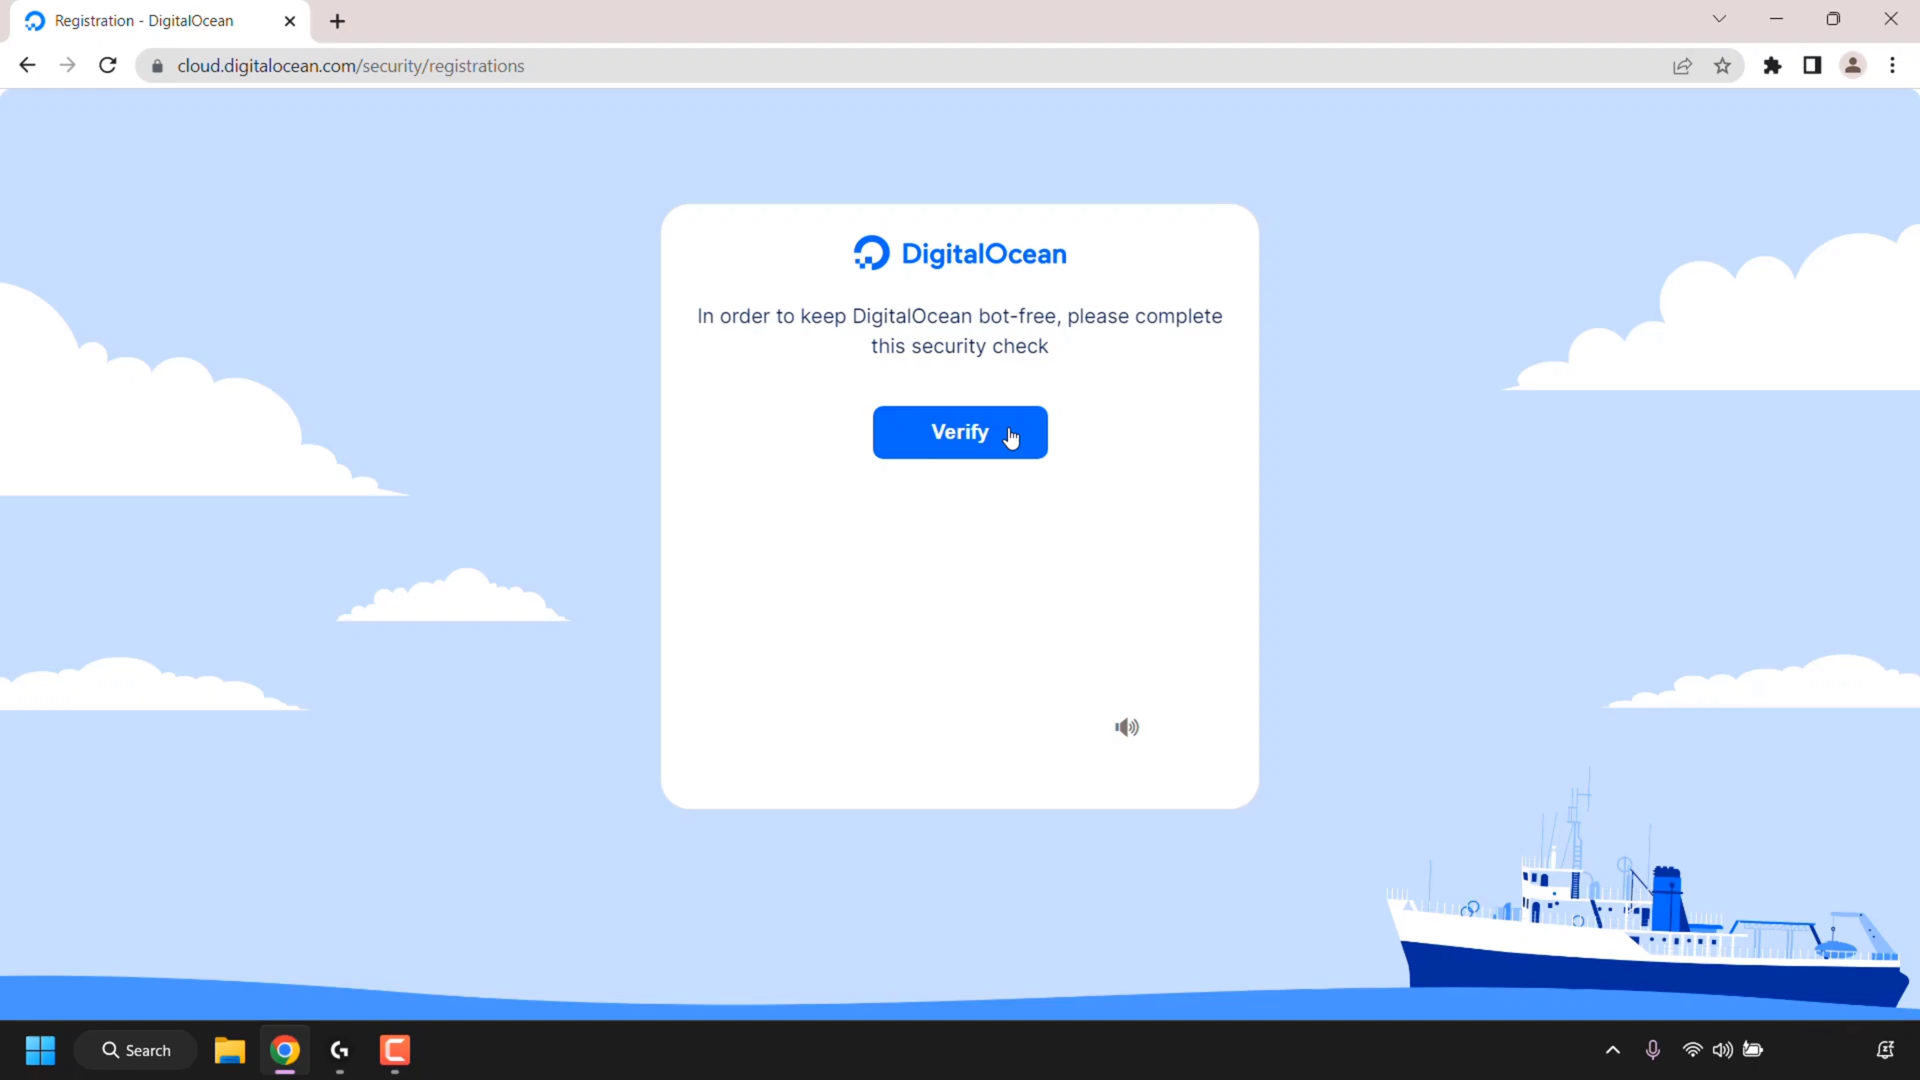 Registration - DigitalOcean
cloud.digitalocean.com/security/registrations
DigitalOcean
In order to keep DigitalOcean bot-free, please complete
this security check
Verify
Search